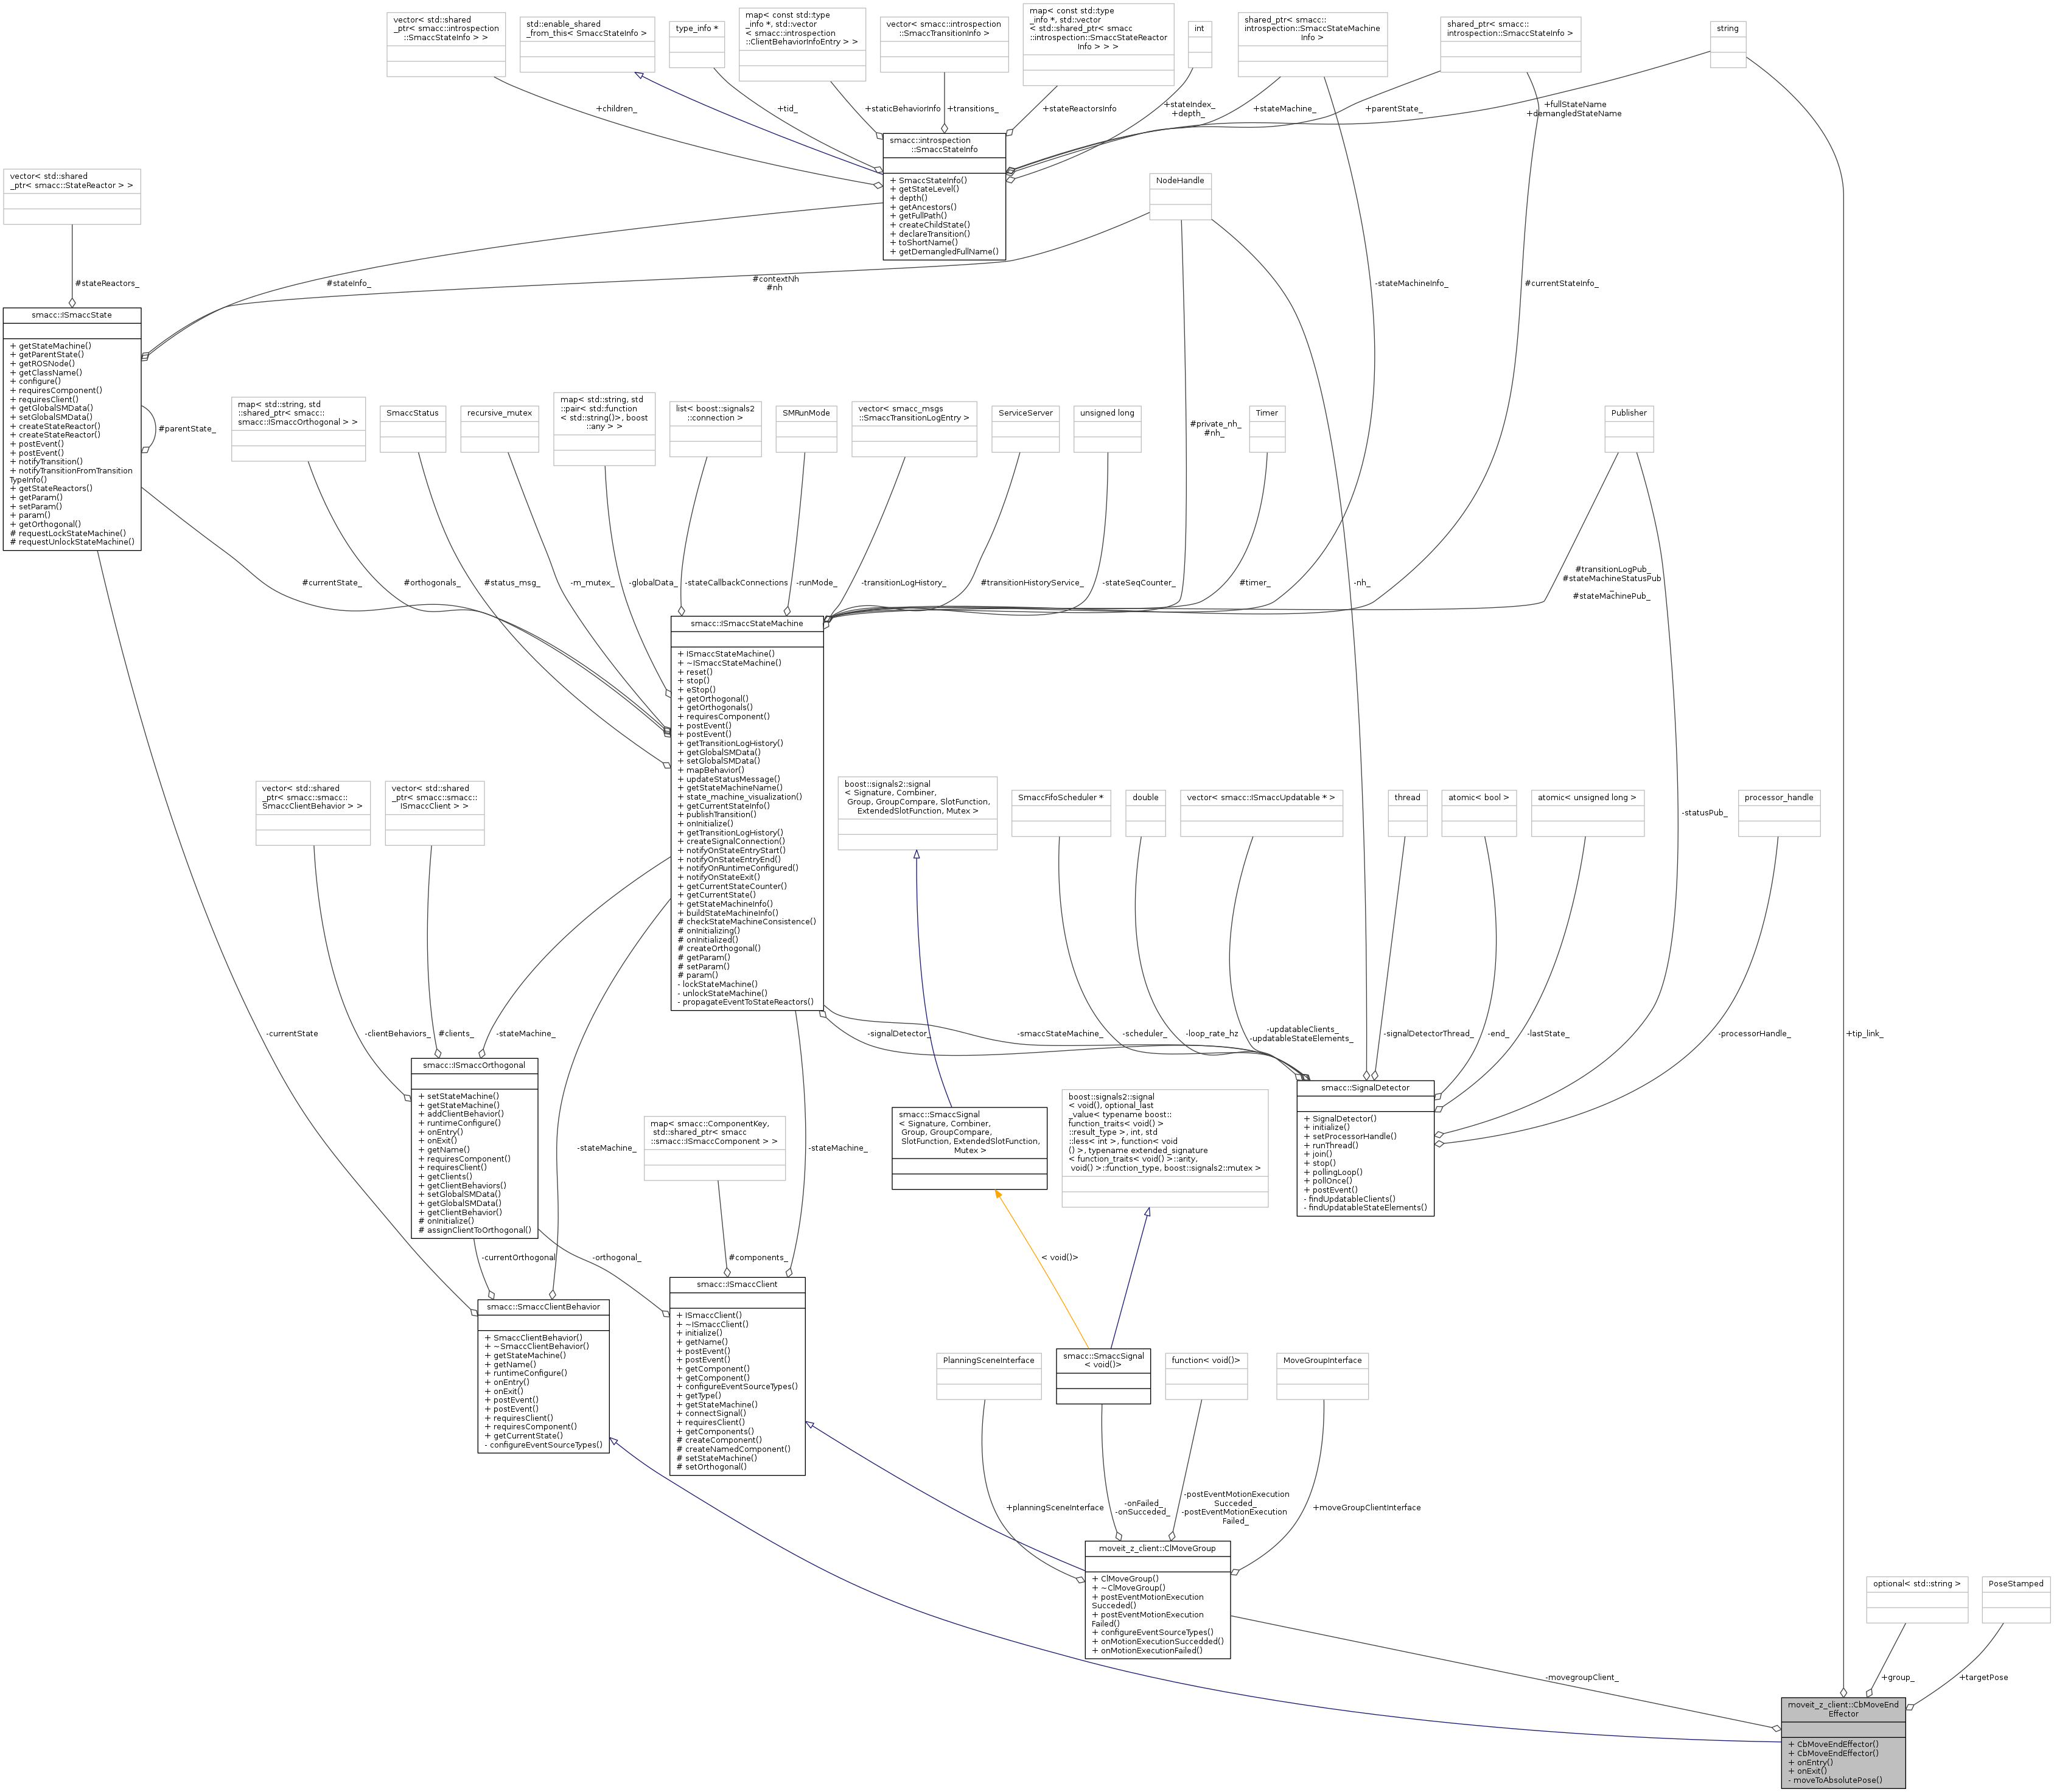 vector< std::shared
_ptr< smacc::introspection
::SmaccStateInfo > >
std::enable_shared
_from_this< SmaccStateInfo >
type_info *
map< const std::type
_info *, std::vector
< smacc::introspection
::ClientBehaviorInfoEntry > >
vector< smacc::introspection
::SmaccTransitionInfo >
map< const std::type
_info *, std::vector
< std::shared_ptr< smacc
::introspection::SmaccStateReactor
Info > > >
int
shared_ptr< smacc::
introspection::SmaccStateMachine
Info >
shared_ptr< smacc::
introspection::SmaccStateInfo >
string
+children_
+tid_
+staticBehaviorInfo
+transitions_
+stateReactorsInfo
+stateIndex_
+depth_
+stateMachine_
+parentState_
+fullStateName
+demangledStateName
smacc::introspection
::SmaccStateInfo
+ SmaccStateInfo()
+ getStateLevel()
+ depth()
+ getAncestors()
+ getFullPath()
+ createChildState()
+ declareTransition()
+ toShortName()
+ getDemangledFullName()
vector< std::shared
_ptr< smacc::StateReactor > >
NodeHandle
#stateReactors_
#stateInfo_
#contextNh
#nh
-stateMachineInfo_
#currentStateInfo_
smacc::ISmaccState
+ getStateMachine()
+ getParentState()
+ getROSNode()
+ getClassName()
+ configure()
+ requiresComponent()
+ requiresClient()
+ getGlobalSMData()
+ setGlobalSMData()
+ createStateReactor()
+ createStateReactor()
+ postEvent()
+ postEvent()
+ notifyTransition()
+ notifyTransitionFromTransition
TypeInfo()
+ getStateReactors()
+ getParam()
+ setParam()
+ param()
+ getOrthogonal()
# requestLockStateMachine()
# requestUnlockStateMachine()
#parentState_
map< std::string, std
::shared_ptr< smacc::
smacc::ISmaccOrthogonal > >
SmaccStatus
recursive_mutex
map< std::string, std
::pair< std::function
< std::string()>, boost
::any > >
list< boost::signals2
::connection >
SMRunMode
vector< smacc_msgs
::SmaccTransitionLogEntry >
ServiceServer
unsigned long
#private_nh_
#nh_
Timer
Publisher
#currentState_
#orthogonals_
#status_msg_
-m_mutex_
-globalData_
-stateCallbackConnections
-runMode_
-transitionLogHistory_
#transitionHistoryService_
-stateSeqCounter_
#timer_
-nh_
#transitionLogPub_
#stateMachineStatusPub
_
#stateMachinePub_
smacc::ISmaccStateMachine
+ ISmaccStateMachine()
+ ~ISmaccStateMachine()
+ reset()
+ stop()
+ eStop()
+ getOrthogonal()
+ getOrthogonals()
+ requiresComponent()
+ postEvent()
+ postEvent()
+ getTransitionLogHistory()
+ getGlobalSMData()
+ setGlobalSMData()
+ mapBehavior()
+ updateStatusMessage()
+ getStateMachineName()
+ state_machine_visualization()
+ getCurrentStateInfo()
+ publishTransition()
+ onInitialize()
+ getTransitionLogHistory()
+ createSignalConnection()
+ notifyOnStateEntryStart()
+ notifyOnStateEntryEnd()
+ notifyOnRuntimeConfigured()
+ notifyOnStateExit()
+ getCurrentStateCounter()
+ getCurrentState()
+ getStateMachineInfo()
+ buildStateMachineInfo()
# checkStateMachineConsistence()
# onInitializing()
# onInitialized()
# createOrthogonal()
# getParam()
# setParam()
# param()
- lockStateMachine()
- unlockStateMachine()
- propagateEventToStateReactors()
vector< std::shared
_ptr< smacc::smacc::
SmaccClientBehavior > >
vector< std::shared
_ptr< smacc::smacc::
ISmaccClient > >
boost::signals2::signal
< Signature, Combiner,
Group, GroupCompare, SlotFunction,
ExtendedSlotFunction, Mutex >
SmaccFifoScheduler *
double
vector< smacc::ISmaccUpdatable * >
thread
atomic< bool >
atomic< unsigned long >
processor_handle
-statusPub_
-currentState
-clientBehaviors_
#clients_
-stateMachine_
-signalDetector_
-smaccStateMachine_
-scheduler_
-loop_rate_hz
-updatableClients_
-updatableStateElements_
-signalDetectorThread_
-end_
-lastState_
-processorHandle_
+tip_link_
smacc::ISmaccOrthogonal
+ setStateMachine()
+ getStateMachine()
+ addClientBehavior()
+ runtimeConfigure()
+ onEntry()
+ onExit()
+ getName()
+ requiresComponent()
+ requiresClient()
+ getClients()
+ getClientBehaviors()
+ setGlobalSMData()
+ getGlobalSMData()
+ getClientBehavior()
# onInitialize()
# assignClientToOrthogonal()
-stateMachine_
map< smacc::ComponentKey,
std::shared_ptr< smacc
::smacc::ISmaccComponent > >
-stateMachine_
smacc::SmaccSignal
< Signature, Combiner,
Group, GroupCompare,
SlotFunction, ExtendedSlotFunction,
Mutex >
boost::signals2::signal
< void(), optional_last
_value< typename boost::
function_traits< void() >
::result_type >, int, std
::less< int >, function< void
() >, typename extended_signature
< function_traits< void() >::arity,
void() >::function_type, boost::signals2::mutex >
smacc::SignalDetector
+ SignalDetector()
+ initialize()
+ setProcessorHandle()
+ runThread()
+ join()
+ stop()
+ pollingLoop()
+ pollOnce()
+ postEvent()
- findUpdatableClients()
- findUpdatableStateElements()
-currentOrthogonal
-orthogonal_
#components_
< void()>
smacc::SmaccClientBehavior
+ SmaccClientBehavior()
+ ~SmaccClientBehavior()
+ getStateMachine()
+ getName()
+ runtimeConfigure()
+ onEntry()
+ onExit()
+ postEvent()
+ postEvent()
+ requiresClient()
+ requiresComponent()
+ getCurrentState()
- configureEventSourceTypes()
smacc::ISmaccClient
+ ISmaccClient()
+ ~ISmaccClient()
+ initialize()
+ getName()
+ postEvent()
+ postEvent()
+ getComponent()
+ getComponent()
+ configureEventSourceTypes()
+ getType()
+ getStateMachine()
+ connectSignal()
+ requiresClient()
+ getComponents()
# createComponent()
# createNamedComponent()
# setStateMachine()
# setOrthogonal()
PlanningSceneInterface
smacc::SmaccSignal
< void()>
function< void()>
MoveGroupInterface
+planningSceneInterface
-onFailed_
-onSucceded_
-postEventMotionExecution
Succeded_
-postEventMotionExecution
Failed_
+moveGroupClientInterface
moveit_z_client::ClMoveGroup
+ ClMoveGroup()
+ ~ClMoveGroup()
+ postEventMotionExecution
Succeded()
+ postEventMotionExecution
Failed()
+ configureEventSourceTypes()
+ onMotionExecutionSuccedded()
+ onMotionExecutionFailed()
optional< std::string >
PoseStamped
-movegroupClient_
+group_
+targetPose
moveit_z_client::CbMoveEnd
Effector
+ CbMoveEndEffector()
+ CbMoveEndEffector()
+ onEntry()
+ onExit()
- moveToAbsolutePose()